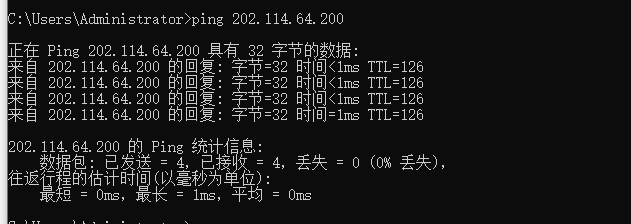 C:\Users\Administrator>ping 202.114.64.200
正在 Ping 202.114.64.200 具有 32 字节的数据:
来自 202.114.64.200 的回复: 字节=32 时间<1ms TTL=126
来自 202.114.64.200 的回复: 字节=32 时间<1ms TTL=126
来自 202.114.64.200 的回复: 字节=32 时间<1ms TTL=126
来自 202.114.64.200 的回复: 字节=32 时间=1ms TTL=126
202.114.64.200 的 Ping 统计信息:
数据包: 已发送 = 4, 已接收 = 4, 丢失 = 0 (0% 丢失),
往返行程的估计时间(以毫秒为单位):
最短 = 0ms, 最长 = 1ms, 平均 = 0ms